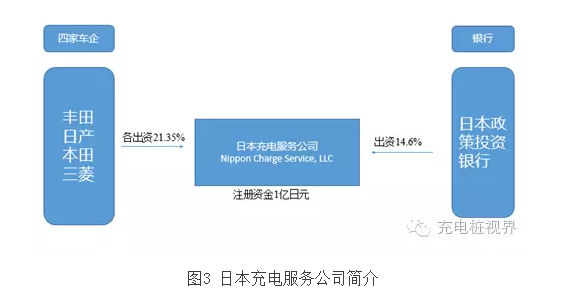 四家车企
银行
丰田
日产
本田
三菱
各出资21.35%
日本充电服务公司
Nippon Charge Service, LLC
注册资金1亿日元
出资14.6%
日本政
策投资
银行
充电桩视界
图3 日本充电服务公司简介